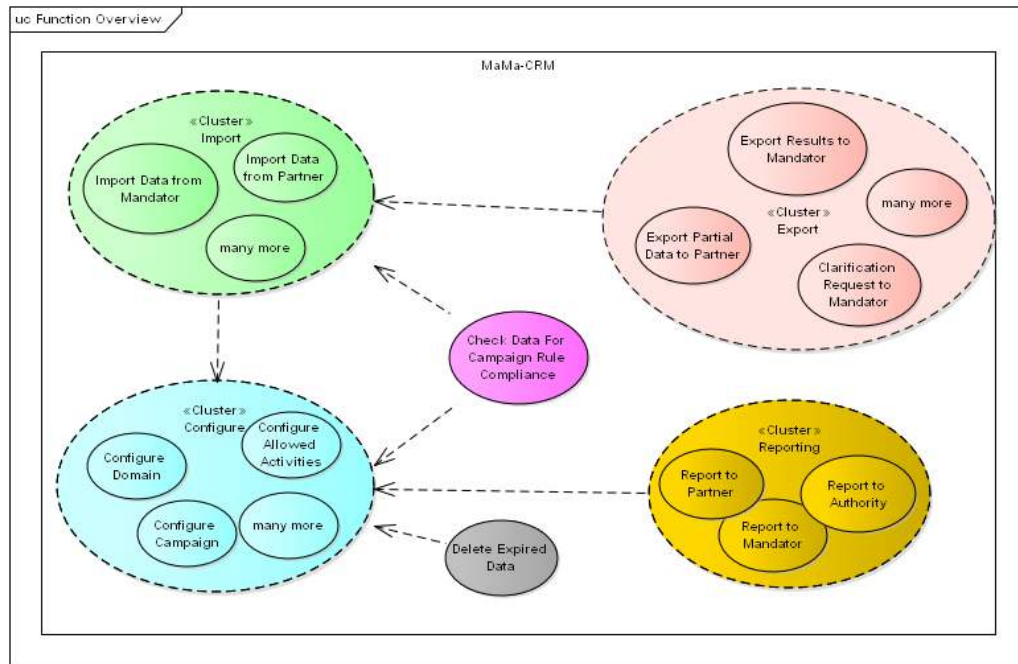 uc Function Overview
MaMa-CRM
«Cluster»
Import
Import Data from
Mandator
Import Data
from Partner
many more
«Cluster»
Export
Export Results to
Mandator
many more
Export Partial
Data to Partner
Clarification
Request to
Mandator
Check Data For
Campaign Rule
Compliance
«Cluster»
Configure
Configure
Allowed
Activities
Configure
Domain
Configure
Campaign
many more
«Cluster»
Reporting
Report to
Partner
Report to
Authority
Report to
Mandator
Delete Expired
Data